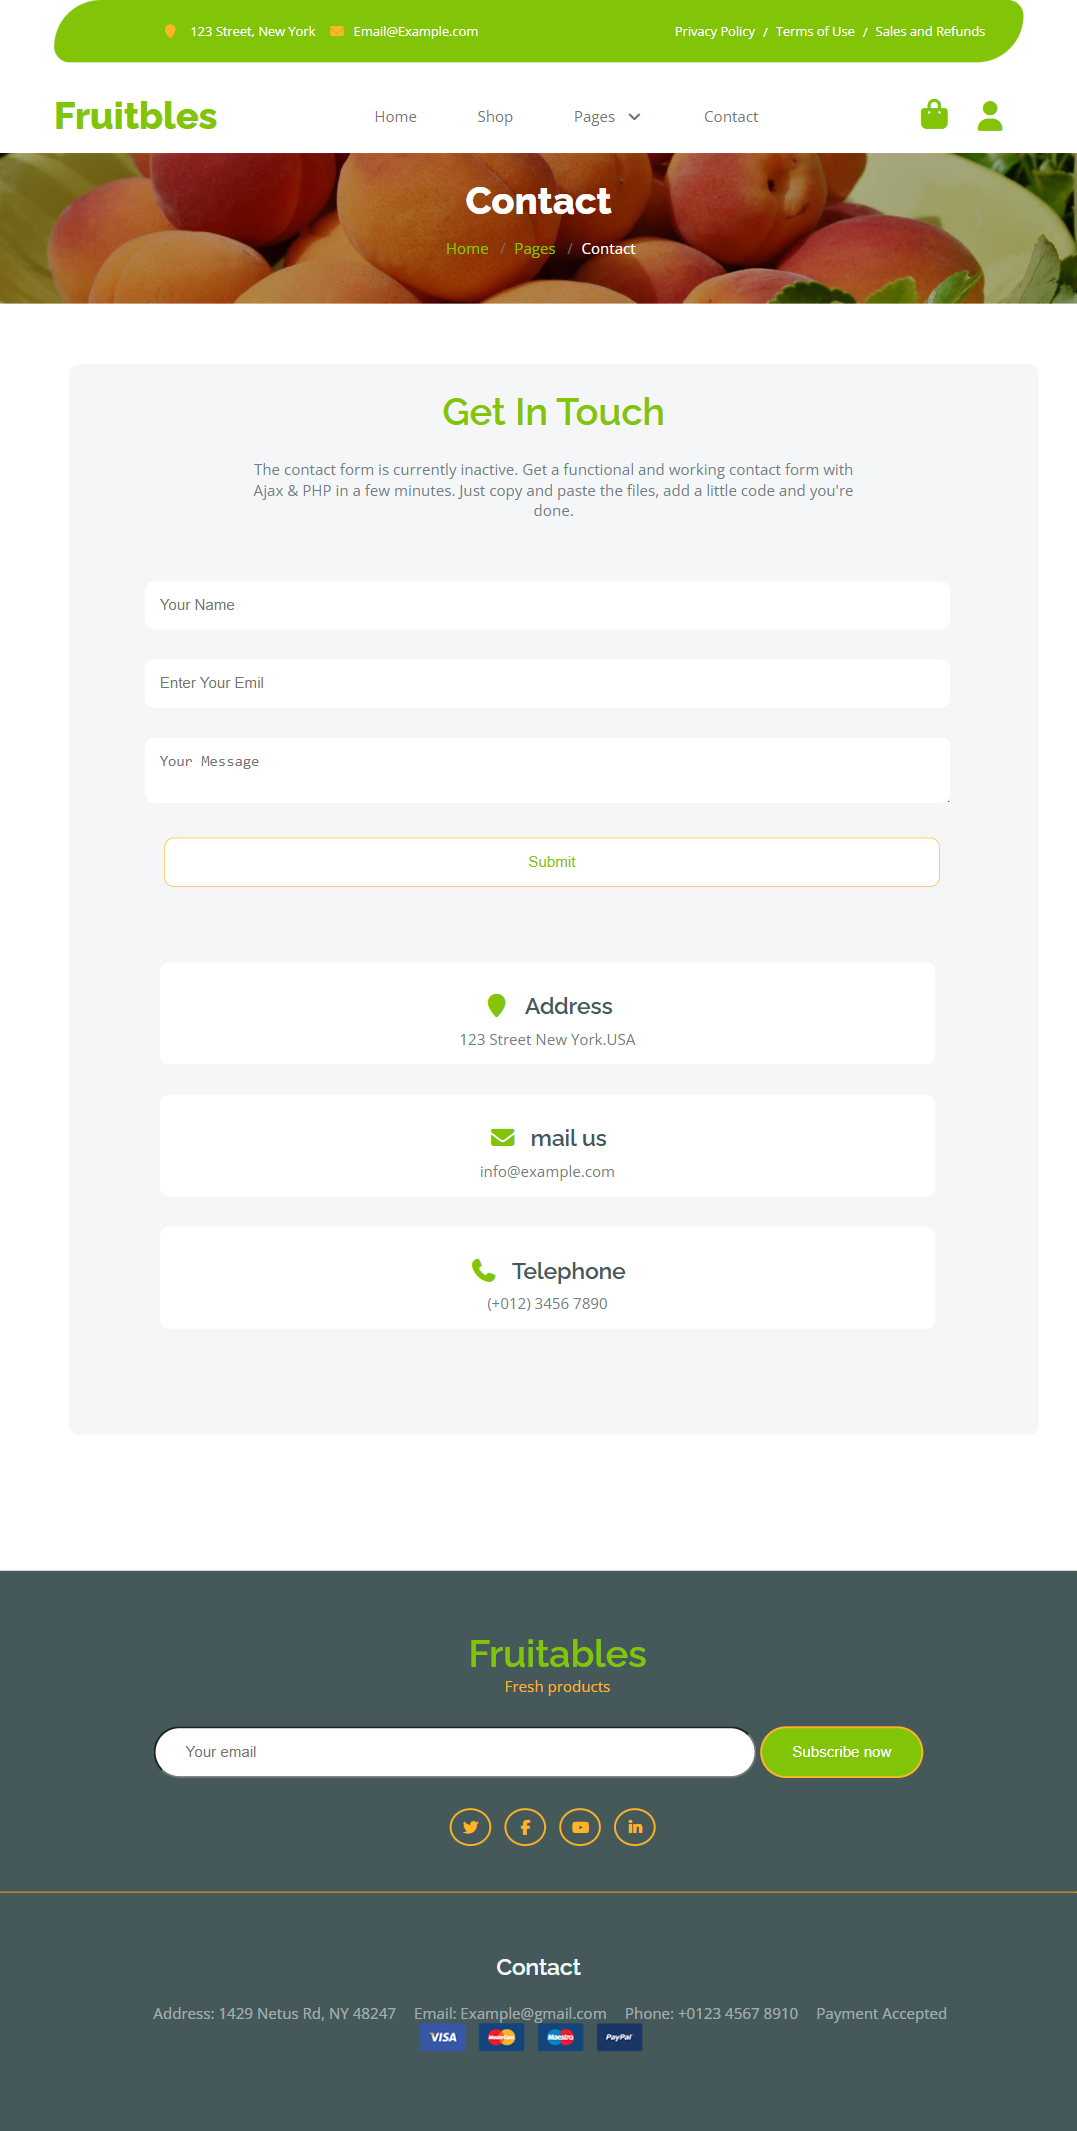 123 Street, New York Email@Example.com Privacy Policy / Terms of Use / Sales and Refunds
Fruitbles Home Shop Pages Contact
Contact
Home / Pages / Contact
Get In Touch
The contact form is currently inactive. Get a functional and working contact form with
Ajax & PHP in a few minutes. Just copy and paste the files, add a little code and you're
done.
Your Name
Enter Your Emil
Your Message
Submit
Address
123 Street New York.USA
mail us
info@example.com
Telephone
(+012) 3456 7890
Fruitables
Fresh products
Your email Subscribe now
Contact
Address: 1429 Netus Rd, NY 48247 Email: Example@gmail.com Phone: +0123 4567 8910 Payment Accepted
VISA MasterCard Maestro PayPal